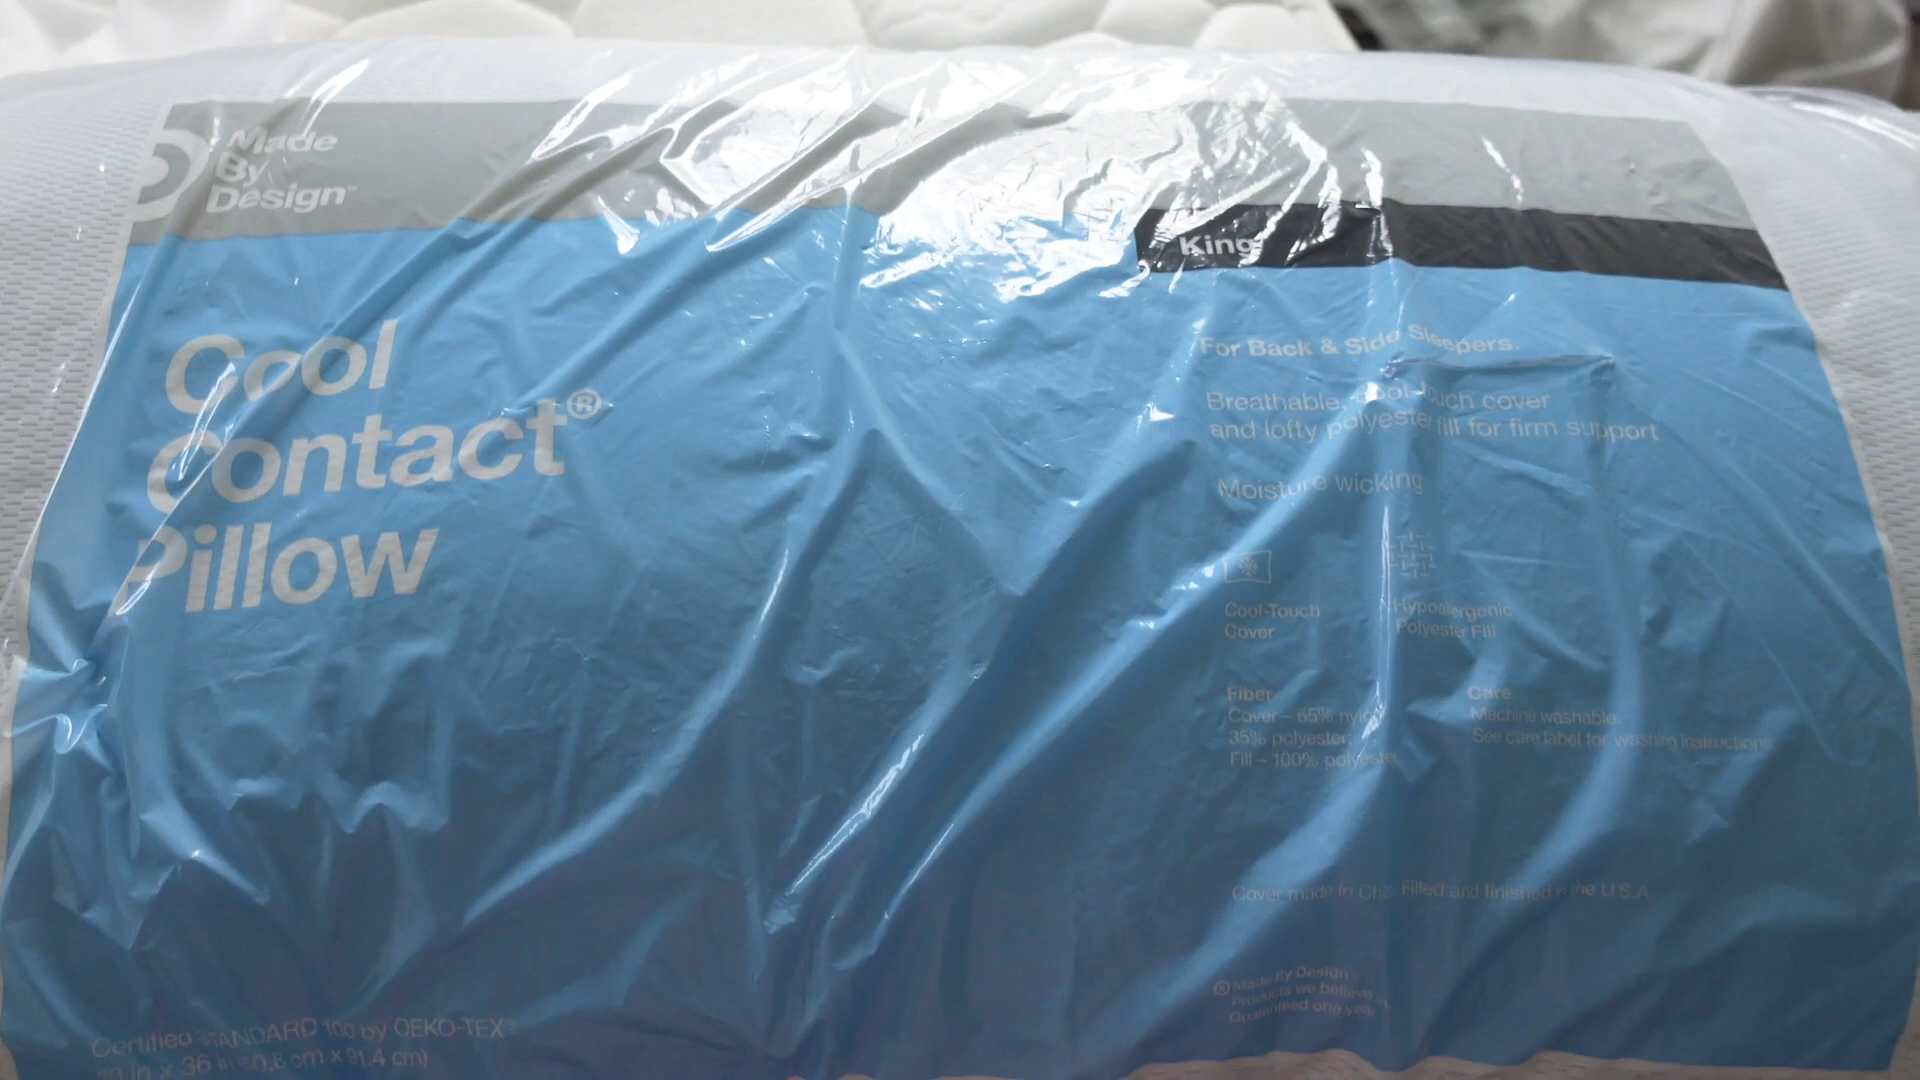 Made
By
Design™
King
Cool
Contact®
Pillow
For Back & Side Sleepers.
Breathable, cool-touch cover
and lofty polyester fill for firm support
Moisture wicking
Cool-Touch
Cover
Hypoallergenic
Polyester Fill
Fiber
Cover – 65% nylon
35% polyester;
Fill – 100% polyester
Care
Machine washable.
See care label for washing instructions.
Cover made in Filled and finished in the U.S.A.
Made By Design™
Products we believe in.
Guaranteed one year.
Certified STANDARD 100 by OEKO-TEX®
in x 36 in (50.8 cm x 91.4 cm)